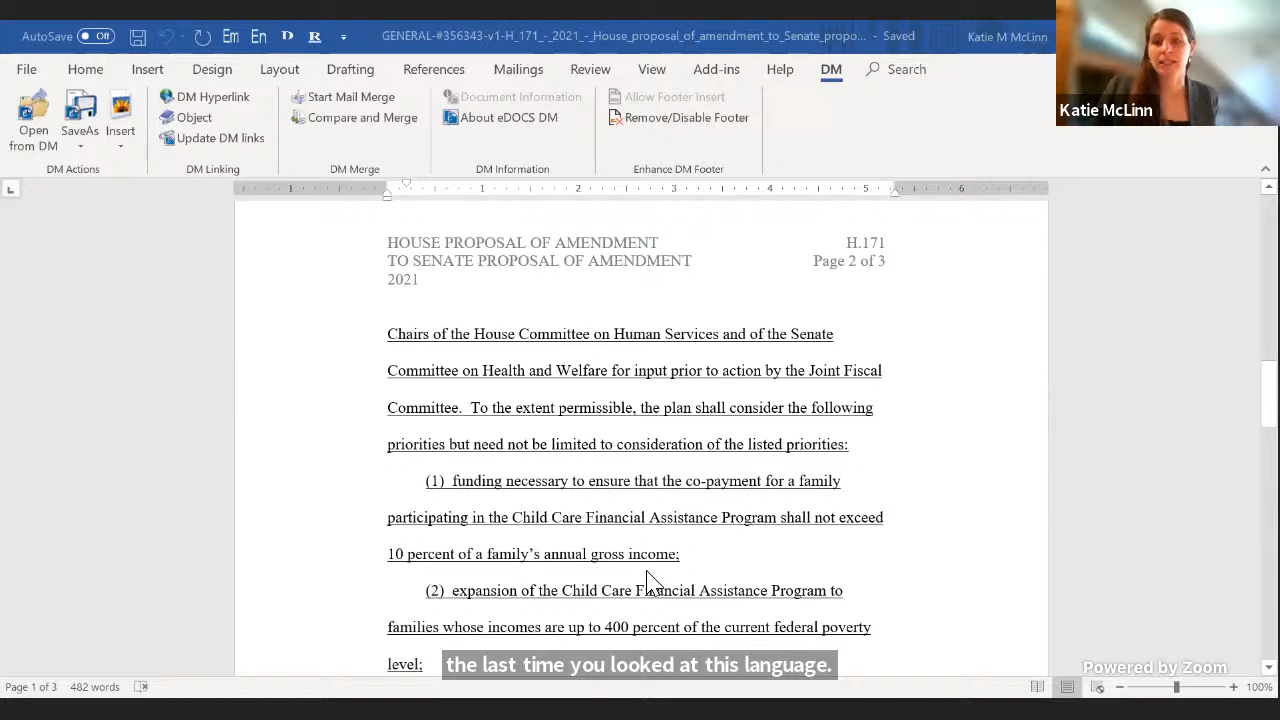 AutoSave Off Em En D R GENERAL-#356343-v1-H_171_-_2021_-_House_proposal_of_amendment_to_Senate_propo... - Saved Katie M McLinn
File Home Insert Design Draw Layout Drafting References Mailings Review View Add-ins Help DM Search
Open from DM
SaveAs
Insert
DM Actions
DM Hyperlink
Object
Update DM links
DM Linking
Start Mail Merge
Compare and Merge
DM Merge
Document Information
About eDOCS DM
DM Information
Allow Footer Insert
Remove/Disable Footer
Enhance DM Footer
Katie McLinn
1 1 2 3 4 5 6
HOUSE PROPOSAL OF AMENDMENT H.171
TO SENATE PROPOSAL OF AMENDMENT Page 2 of 3
2021
Chairs of the House Committee on Human Services and of the Senate
Committee on Health and Welfare for input prior to action by the Joint Fiscal
Committee. To the extent permissible, the plan shall consider the following
priorities but need not be limited to consideration of the listed priorities:
(1) funding necessary to ensure that the co-payment for a family
participating in the Child Care Financial Assistance Program shall not exceed
10 percent of a family's annual gross income;
(2) expansion of the Child Care Financial Assistance Program to
families whose incomes are up to 400 percent of the current federal poverty
level;
the last time you looked at this language.
Powered by Zoom
Page 1 of 3 482 words 100%